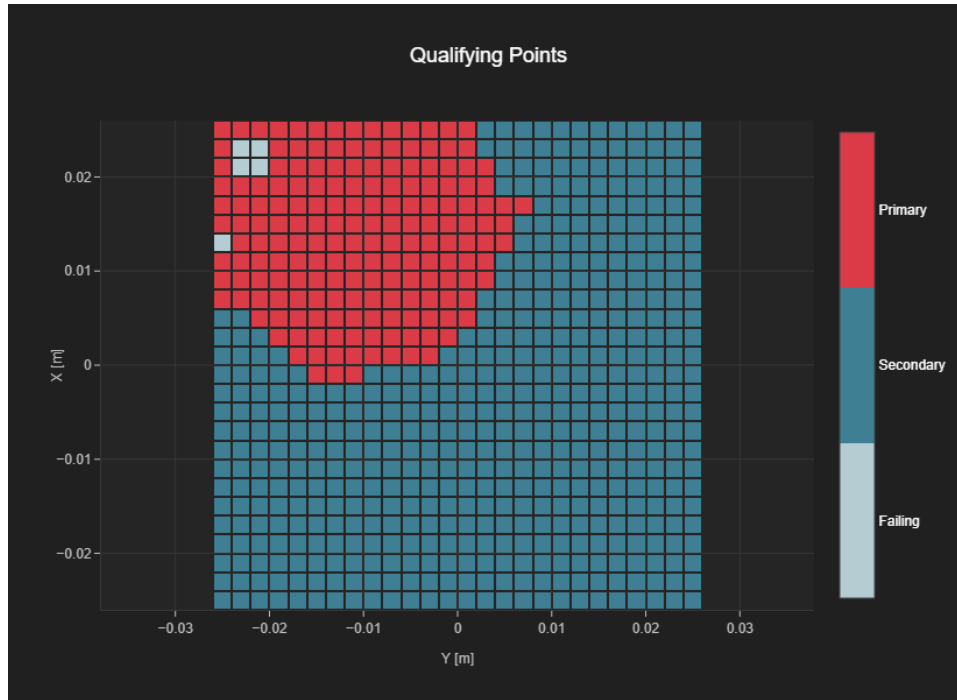 Qualifying Points
0.02
0.01
0
−0.01
−0.02
X [m]
−0.03
−0.02
−0.01
0
0.01
0.02
0.03
Y [m]
Primary
Secondary
Failing